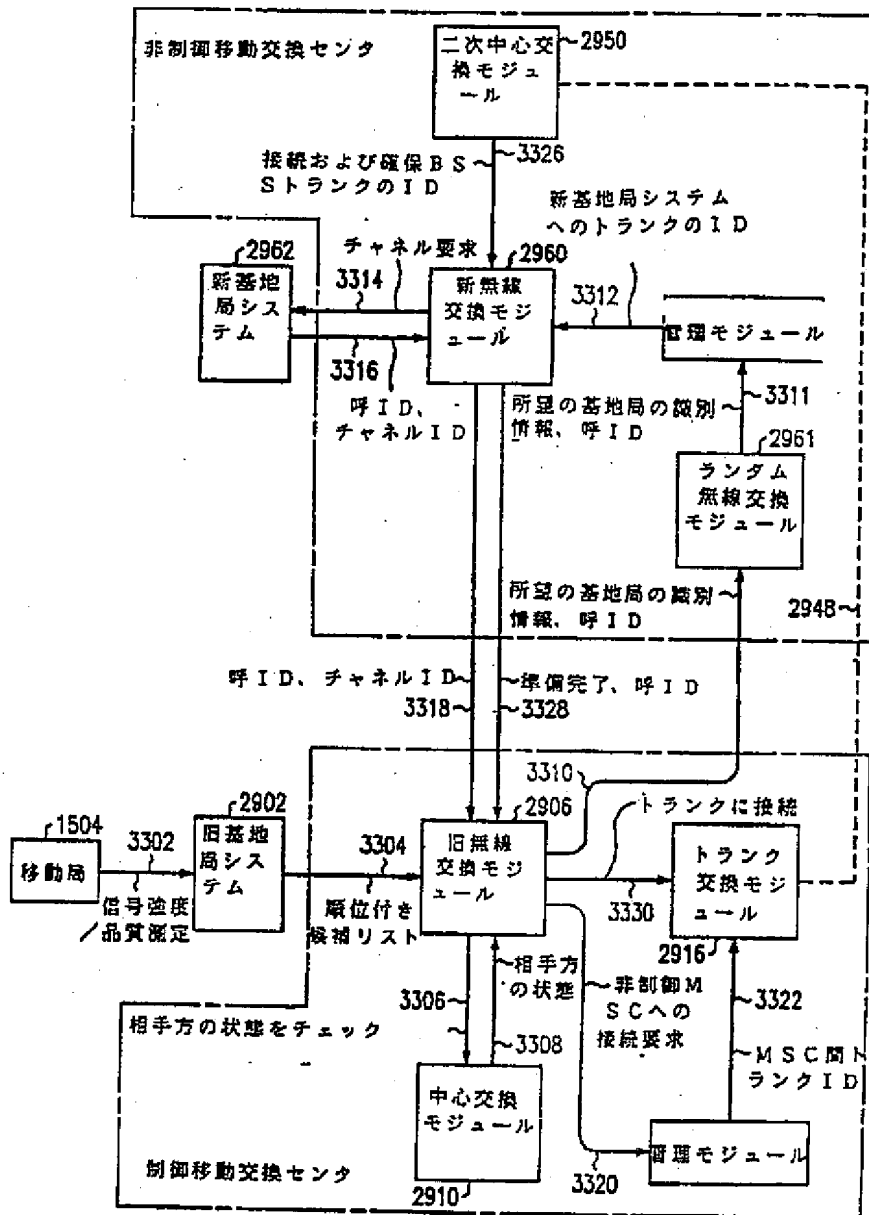 非制御移動交換センタ
二次中心交
換モジュ
ール
2950
3326
接続および確保BS
SトランクのID
新基地局システム
へのトランクのID
チャネル要求
2962
新基地
局シス
テム
3314
3316
2960
新無線
交換モジ
ュール
3312
管理モジュール
呼ID、
チャネルID
所望の基地局の識別
情報、呼ID
3311
2961
ランダム
無線交換
モジュール
所望の基地局の識別
情報、呼ID
2948
呼ID、チャネルID
3318
準備完了、呼ID
3328
3310
2902
旧基地
局シス
テム
2906
旧無線
交換モジ
ュール
トランクに接続
1504
移動局
3302
信号強度
/品質測定
3304
順位付き
候補リスト
3330
トランク
交換モジ
ュール
2916
相手方
の状態
3306
3308
相手方の状態をチェック
非制御M
SCへの
接続要求
3322
MSC間ト
ランクID
中心交換
モジュール
2910
3320
管理モジュール
制御移動交換センタ